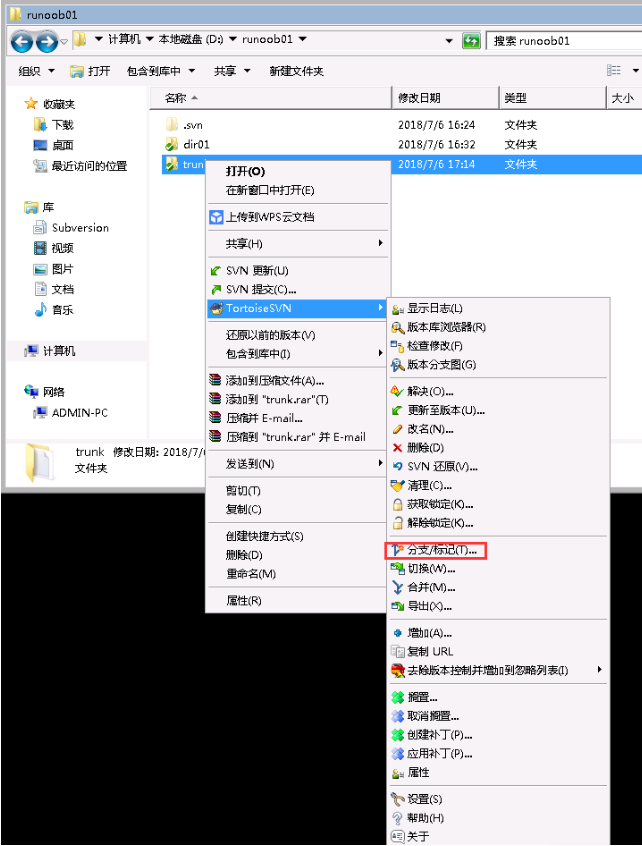 runoob01
计算机 本地磁盘 (D:) runoob01
搜索 runoob01
组织 打开 包含到库中 共享 新建文件夹
名称 修改日期 类型 大小
收藏夹
下载
桌面
最近访问的位置
库
Subversion
视频
图片
文档
音乐
计算机
网络
ADMIN-PC
.svn 2018/7/6 16:24 文件夹
dir01 2018/7/6 16:32 文件夹
trun 2018/7/6 17:14 文件夹
trunk 修改日期: 2018/7/
文件夹
打开(O)
在新窗口中打开(E)
上传到WPS云文档
共享(H)
SVN 更新(U)
SVN 提交(C)...
TortoiseSVN
还原以前的版本(V)
包含到库中(I)
添加到压缩文件(A)...
添加到 "trunk.rar"(T)
压缩并 E-mail...
压缩到 "trunk.rar" 并 E-mail
发送到(N)
剪切(T)
复制(C)
创建快捷方式(S)
删除(D)
重命名(M)
属性(R)
显示日志(L)
版本库浏览器(R)
检查修改(F)
版本分支图(G)
解决(O)...
更新至版本(U)...
改名(N)...
删除(D)
SVN 还原(V)...
清理(C)...
获取锁定(K)...
解除锁定(K)...
分支/标记(T)...
切换(W)...
合并(M)...
导出(X)...
增加(A)...
复制 URL
去除版本控制并增加到忽略列表(I)
搁置...
取消搁置...
创建补丁(P)...
应用补丁(P)...
属性
设置(S)
帮助(H)
关于